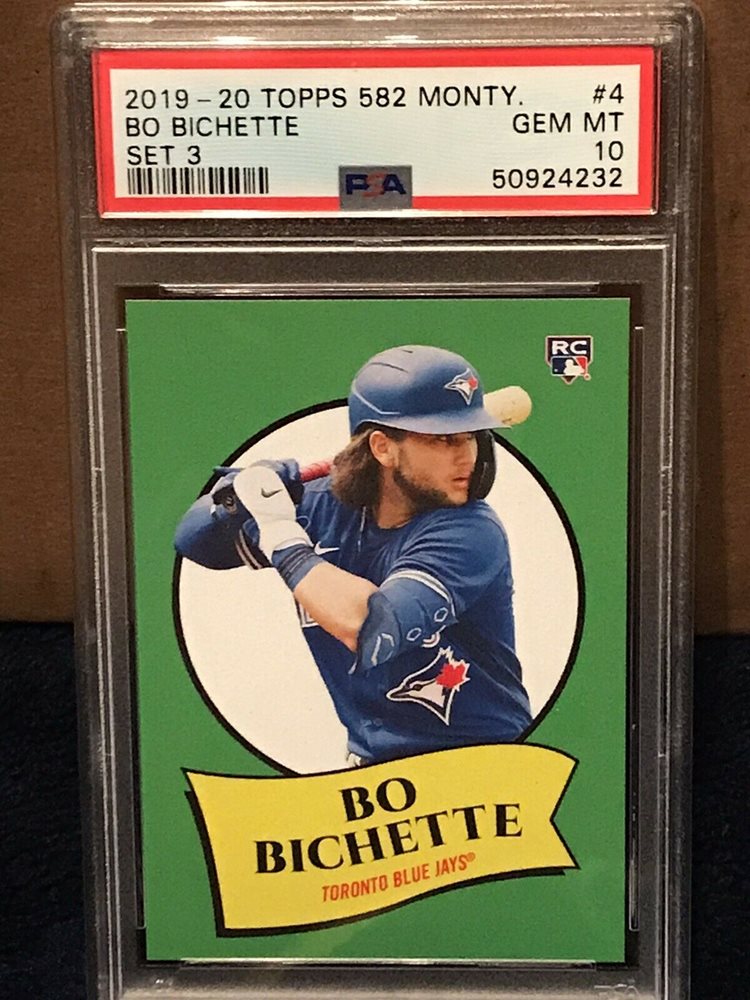 2019-20 TOPPS 582 MONTY. #4
BO BICHETTE GEM MT
SET 3 10
PSA 50924232
RC
BO
BICHETTE
TORONTO BLUE JAYS®